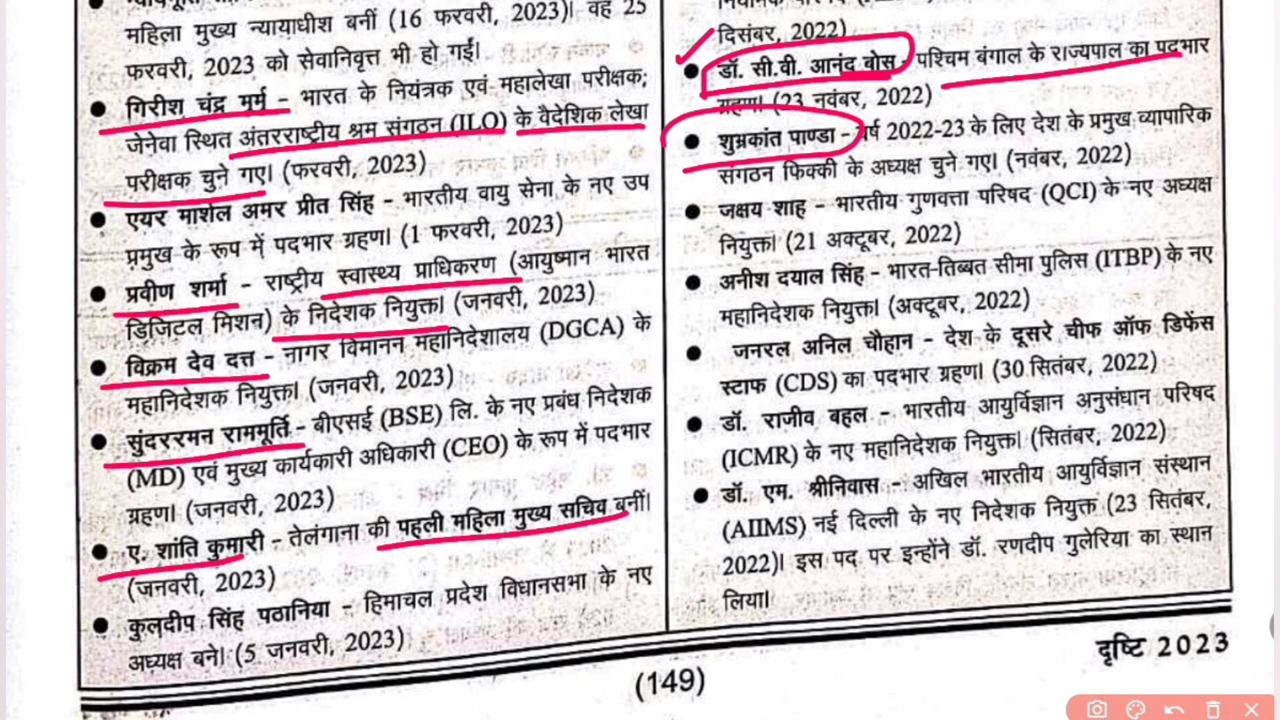 महिला मुख्य न्यायाधीश बनीं (16 फरवरी, 2023)। वह 25
फरवरी, 2023 को सेवानिवृत्त भी हो गईं।
● गिरीश चंद्र मुर्मू – भारत के नियंत्रक एवं महालेखा परीक्षक;
जेनेवा स्थित अंतरराष्ट्रीय श्रम संगठन (ILO) के वैदेशिक लेखा
परीक्षक चुने गए। (फरवरी, 2023)
● एयर मार्शल अमर प्रीत सिंह – भारतीय वायु सेना के नए उप
प्रमुख के रूप में पदभार ग्रहण। (1 फरवरी, 2023)
● प्रवीण शर्मा – राष्ट्रीय स्वास्थ्य प्राधिकरण (आयुष्मान भारत
डिजिटल मिशन) के निदेशक नियुक्त। (जनवरी, 2023)
● विक्रम देव दत्त – नागर विमानन महानिदेशालय (DGCA) के
महानिदेशक नियुक्त। (जनवरी, 2023)
● सुंदररमन राममूर्ति – बीएसई (BSE) लि. के नए प्रबंध निदेशक
(MD) एवं मुख्य कार्यकारी अधिकारी (CEO) के रूप में पदभार
ग्रहण। (जनवरी, 2023)
● ए. शांति कुमारी – तेलंगाना की पहली महिला मुख्य सचिव बनीं।
(जनवरी, 2023)
● कुलदीप सिंह पठानिया – हिमाचल प्रदेश विधानसभा के नए
अध्यक्ष बने। (5 जनवरी, 2023)
दिसंबर, 2022)
● डॉ. सी.वी. आनंद बोस – पश्चिम बंगाल के राज्यपाल का पदभार
ग्रहण। (23 नवंबर, 2022)
● शुभ्रकांत पाण्डा – वर्ष 2022-23 के लिए देश के प्रमुख व्यापारिक
संगठन फिक्की के अध्यक्ष चुने गए। (नवंबर, 2022)
● जक्षय शाह – भारतीय गुणवत्ता परिषद (QCI) के नए अध्यक्ष
नियुक्त। (21 अक्टूबर, 2022)
● अनीश दयाल सिंह – भारत-तिब्बत सीमा पुलिस (ITBP) के नए
महानिदेशक नियुक्त। (अक्टूबर, 2022)
● जनरल अनिल चौहान – देश के दूसरे चीफ ऑफ डिफेंस
स्टाफ (CDS) का पदभार ग्रहण। (30 सितंबर, 2022)
● डॉ. राजीव बहल – भारतीय आयुर्विज्ञान अनुसंधान परिषद
(ICMR) के नए महानिदेशक नियुक्त। (सितंबर, 2022)
● डॉ. एम. श्रीनिवास – अखिल भारतीय आयुर्विज्ञान संस्थान
(AIIMS) नई दिल्ली के नए निदेशक नियुक्त (23 सितंबर,
2022)। इस पद पर इन्होंने डॉ. रणदीप गुलेरिया का स्थान
लिया।
(149)
दृष्टि 2023